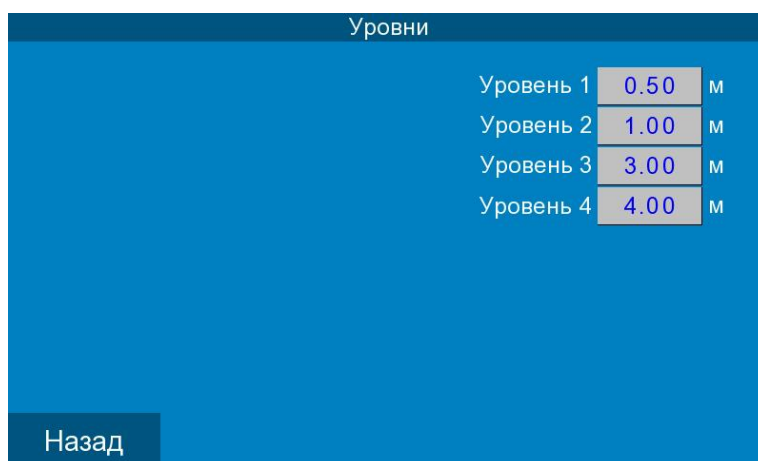 Уровни
Уровень 1 0.50 м
Уровень 2 1.00 м
Уровень 3 3.00 м
Уровень 4 4.00 м
Назад